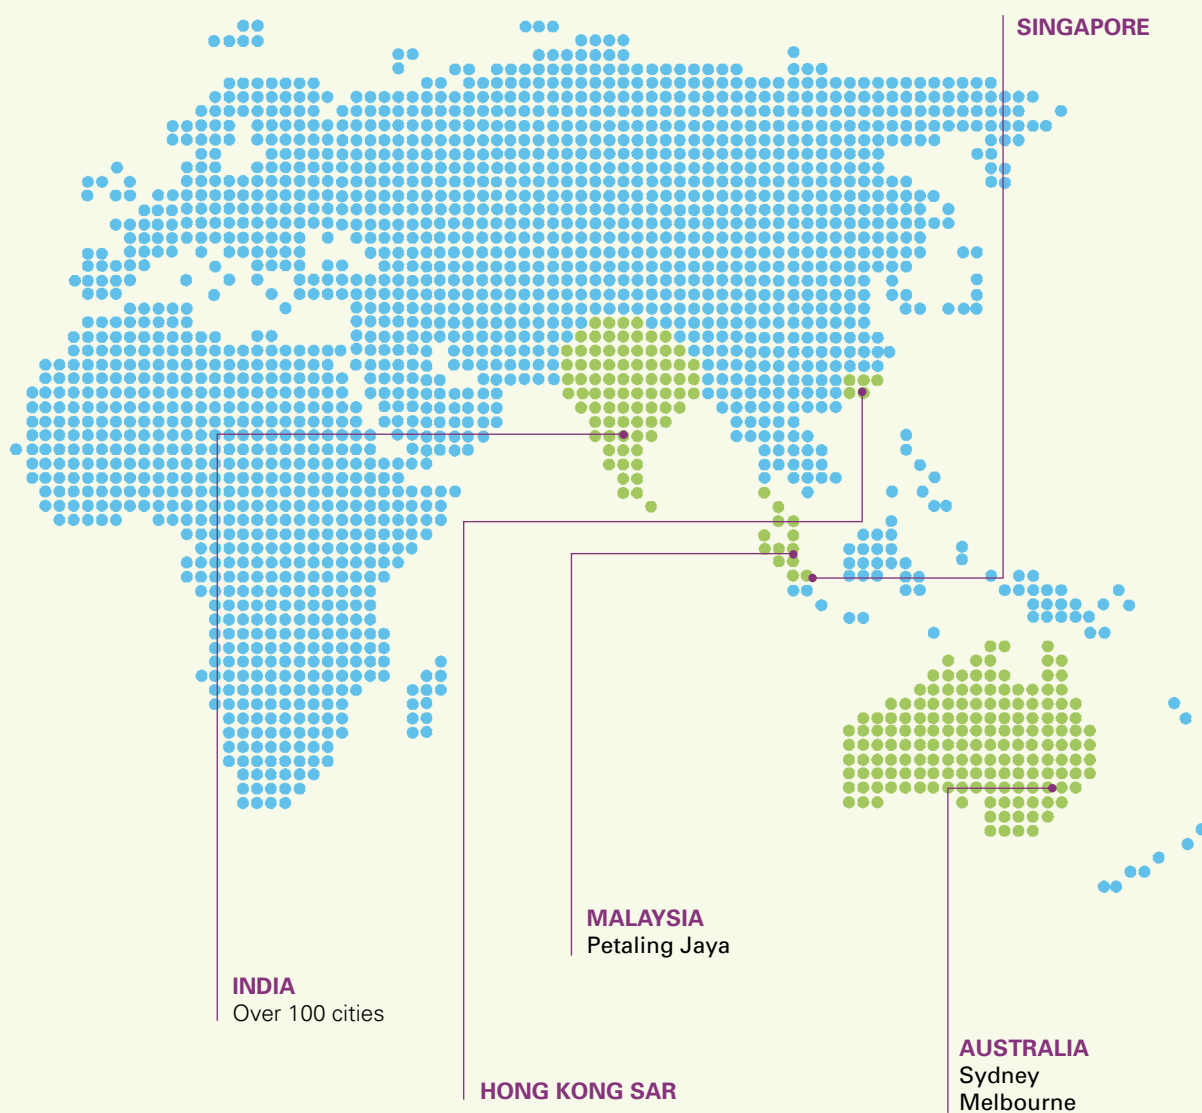 SINGAPORE
MALAYSIA
Petaling Jaya
INDIA
Over 100 cities
HONG KONG SAR
AUSTRALIA
Sydney
Melbourne